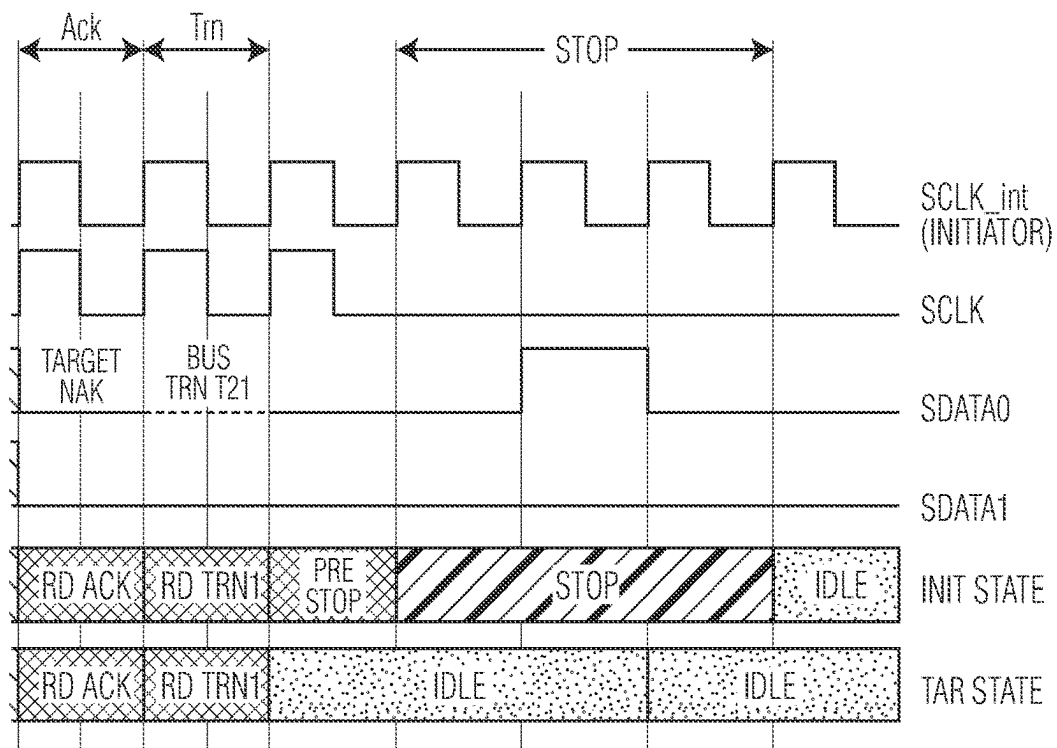 Ack
Trn
STOP
SCLK_int
(INITIATOR)
SCLK
TARGET
NAK
BUS
TRN T21
SDATA0
SDATA1
RD ACK
RD TRN1
PRE
STOP
STOP
IDLE
INIT STATE
RD ACK
RD TRN1
IDLE
IDLE
TAR STATE